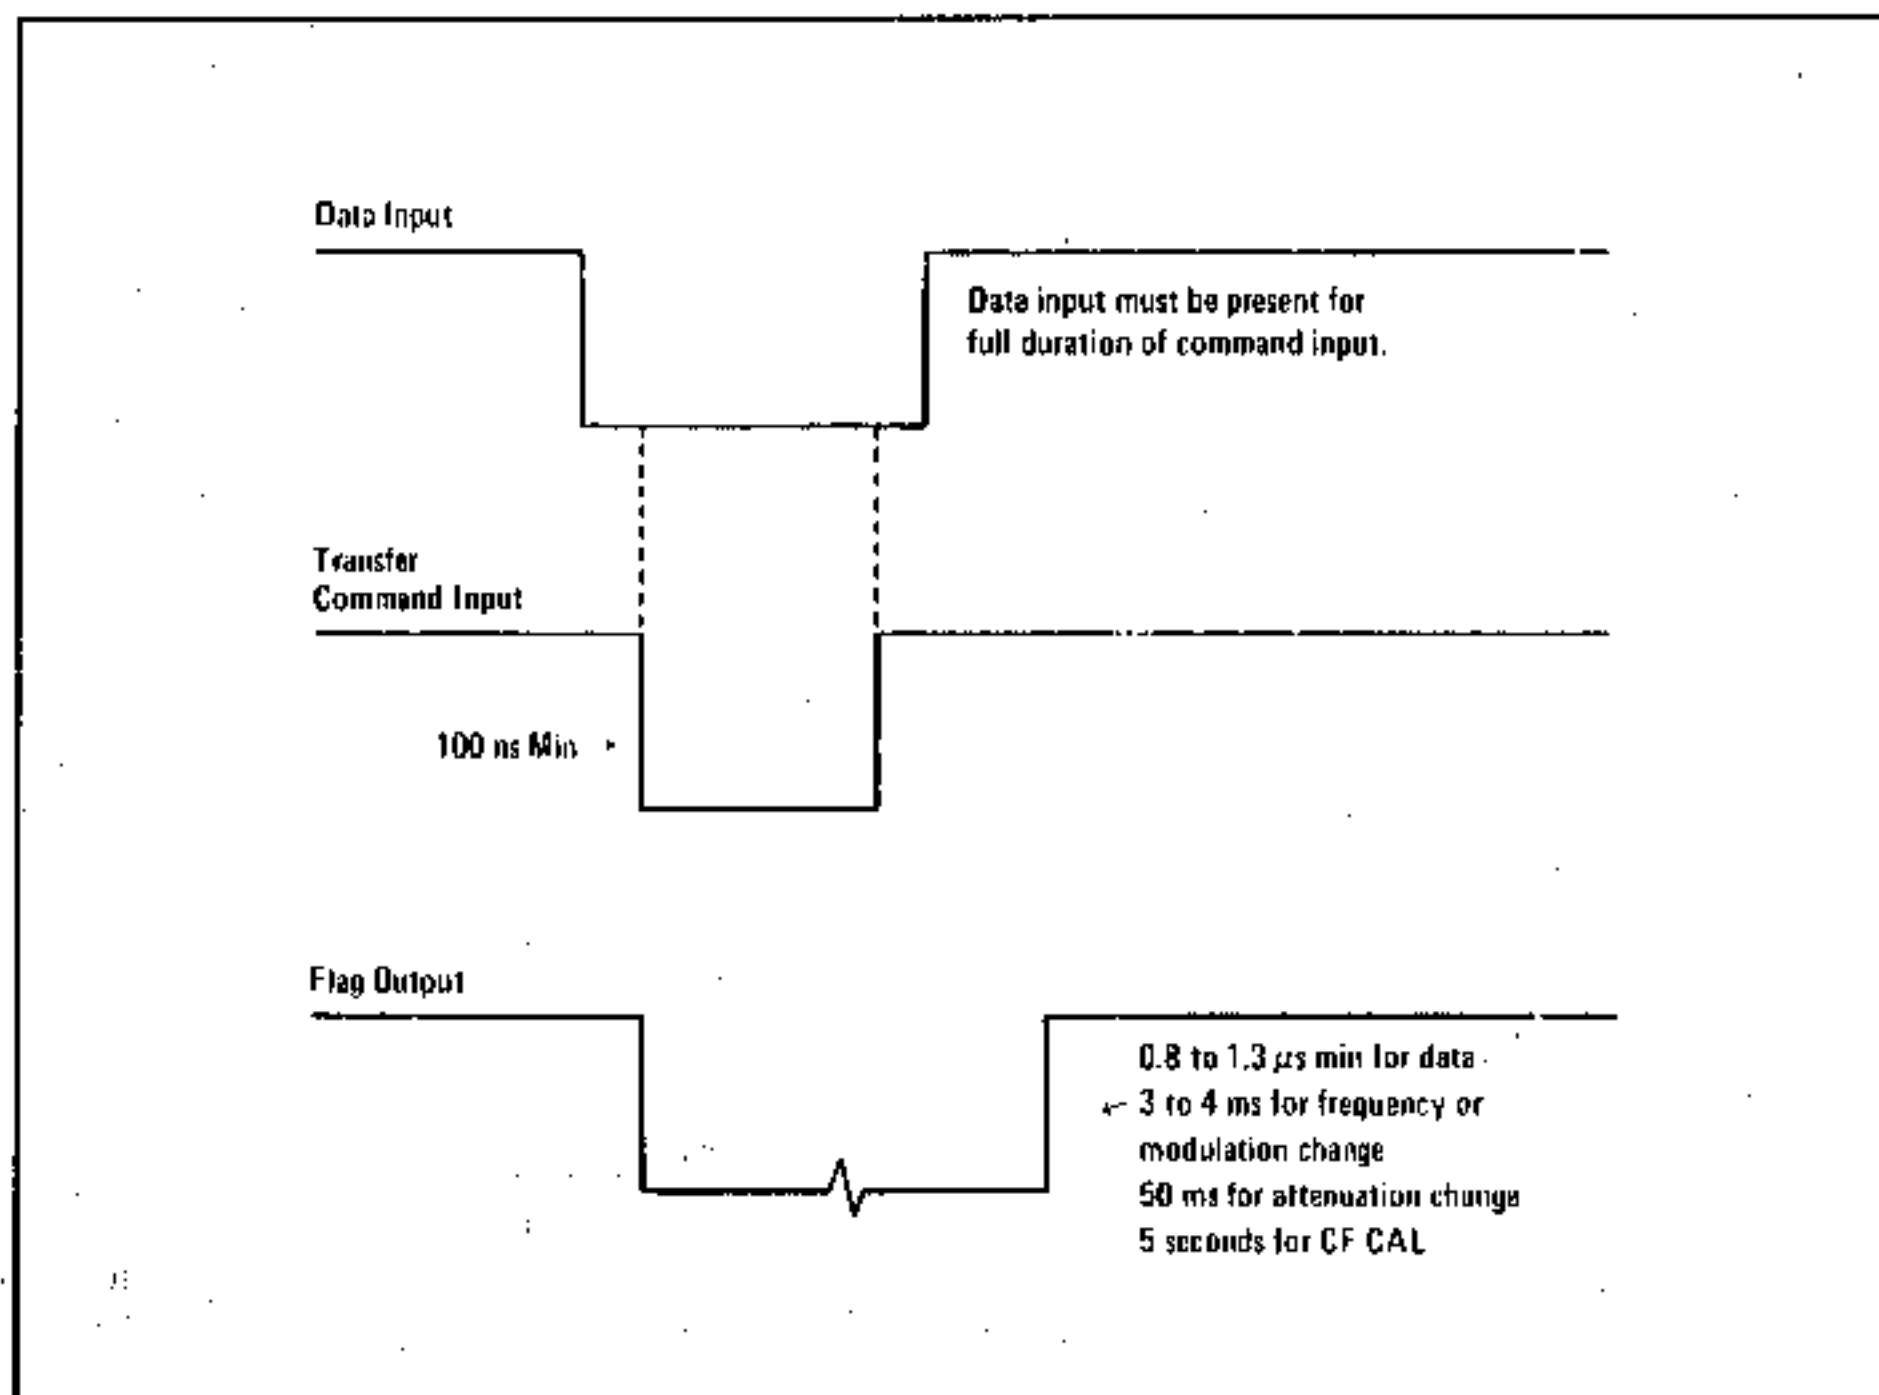 Data Input
Data input must be present for
full duration of command input.
Transfer
Command Input
100 ns Min
Flag Output
0.8 to 1.3 µs min for data
3 to 4 ms for frequency or
modulation change
50 ms for attenuation change
5 seconds for CF CAL